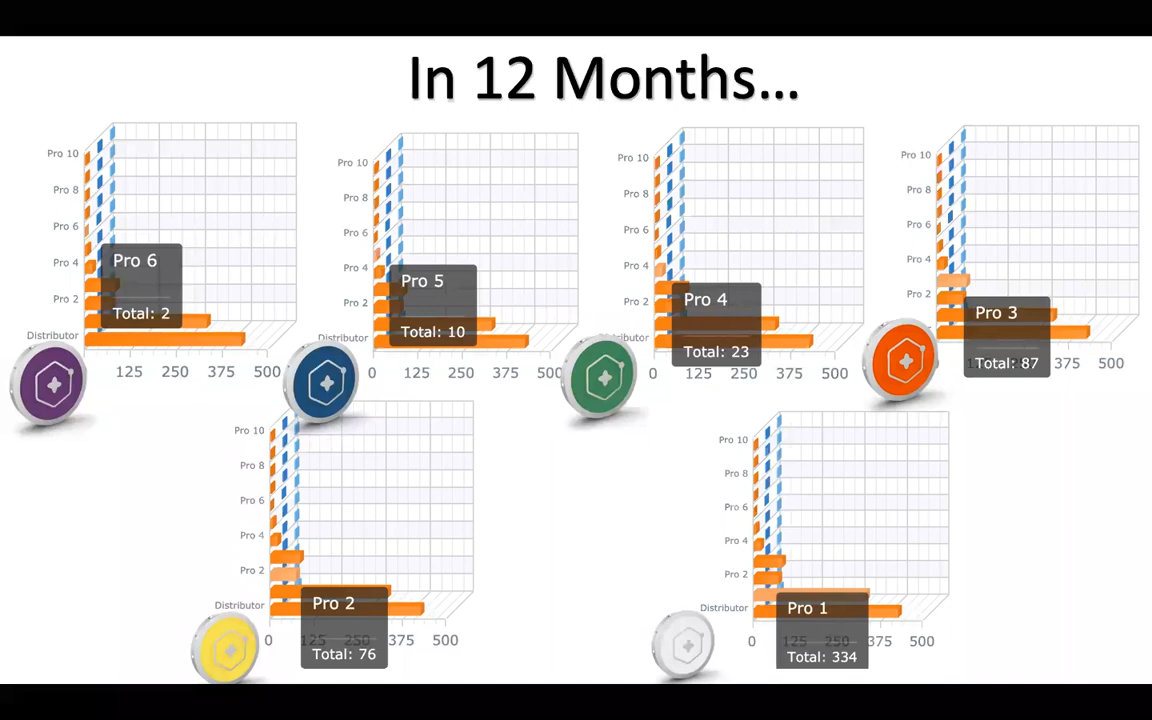 In 12 Months...
Pro 10
Pro 8
Pro 6
Pro 4
Pro 2
Distributor
Pro 6
Total: 2
125 250 375 500
Pro 10
Pro 8
Pro 6
Pro 4
Pro 2
Distributor
Pro 5
Total: 10
0 125 250 375 500
Pro 10
Pro 8
Pro 6
Pro 4
Pro 2
Pro 4
Total: 23
0 125 250 375 500
Pro 10
Pro 8
Pro 6
Pro 4
Pro 2
Pro 3
Total: 87
375 500
Pro 10
Pro 8
Pro 6
Pro 4
Pro 2
Distributor
Pro 2
Total: 76
0 125 250 375 500
Pro 10
Pro 8
Pro 6
Pro 4
Pro 2
Distributor
Pro 1
Total: 334
0 125 250 375 500